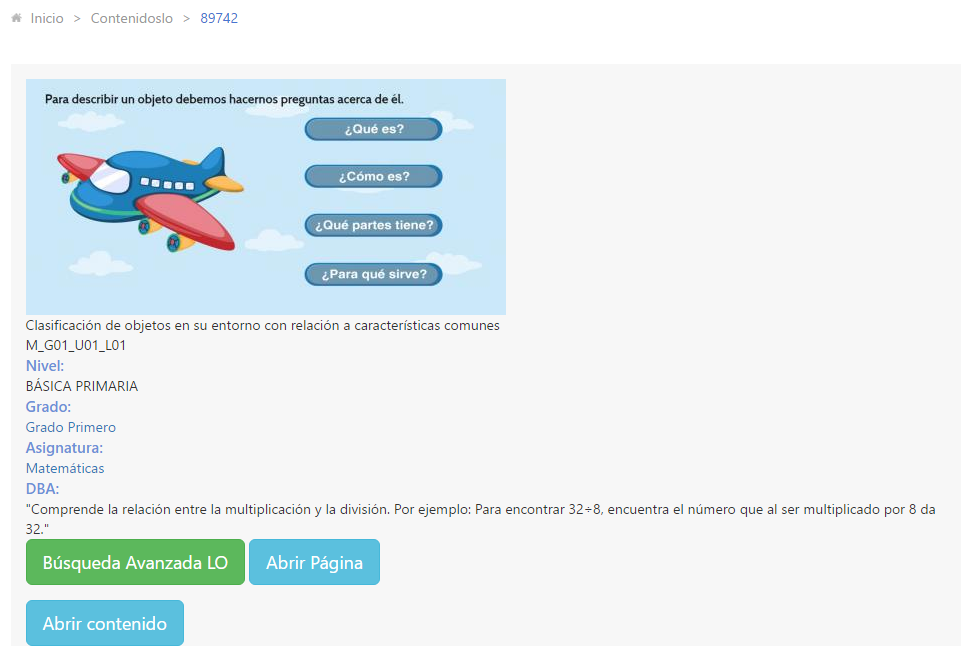 Inicio > Contenidoslo > 89742
Para describir un objeto debemos hacernos preguntas acerca de él.
¿Qué es?
¿Cómo es?
¿Qué partes tiene?
¿Para qué sirve?
Clasificación de objetos en su entorno con relación a características comunes
M_G01_U01_L01
Nivel:
BÁSICA PRIMARIA
Grado:
Grado Primero
Asignatura:
Matemáticas
DBA:
"Comprende la relación entre la multiplicación y la división. Por ejemplo: Para encontrar 32÷8, encuentra el número que al ser multiplicado por 8 da
32."
Búsqueda Avanzada LO Abrir Página
Abrir contenido